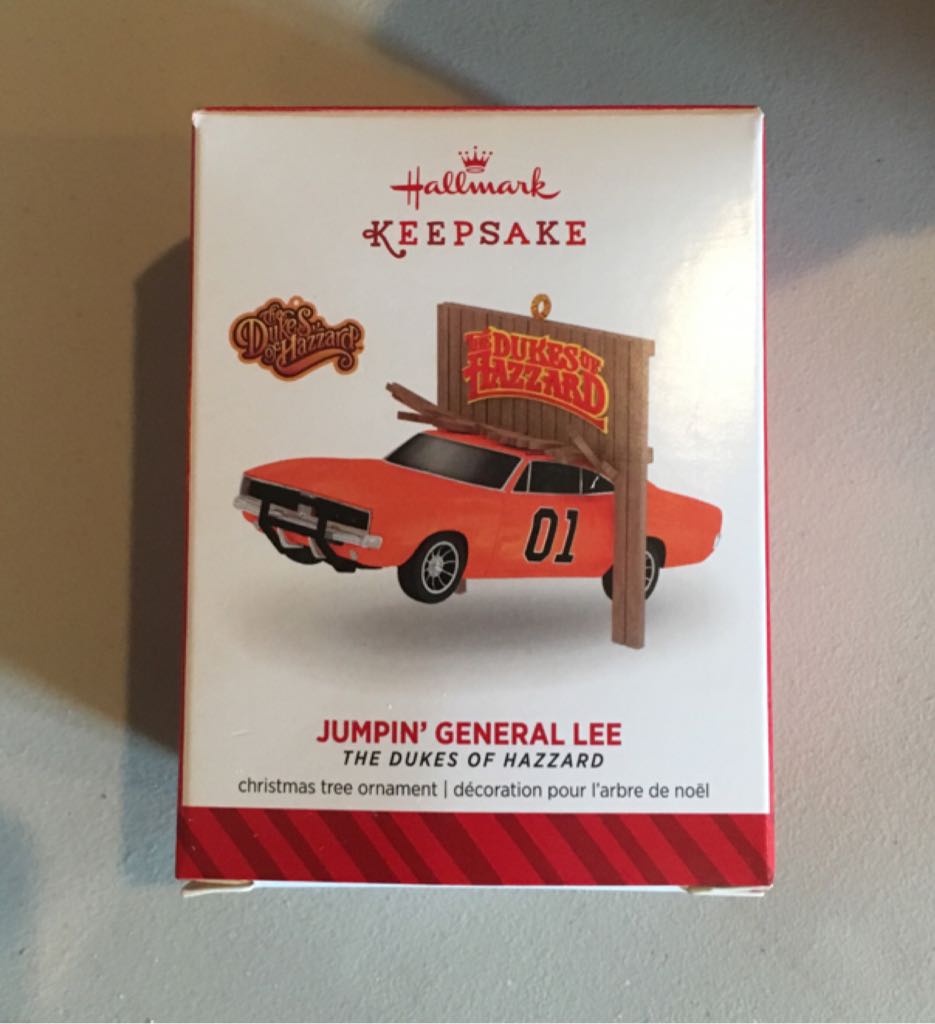 Hallmark
KEEPSAKE
The
Dukes
of Hazzard
THE DUKES OF
HAZZARD
01
JUMPIN' GENERAL LEE
THE DUKES OF HAZZARD
christmas tree ornament | décoration pour l'arbre de noël